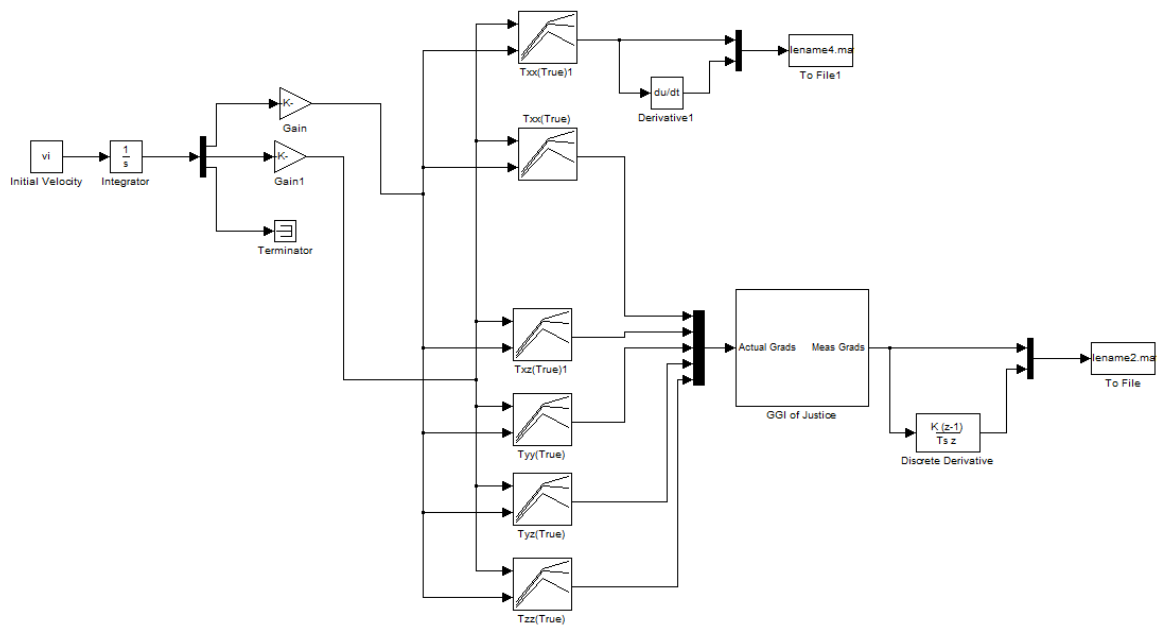 Txx(True)1
lename4.ma
To File1
du/dt
Derivative1
K-
Gain
Txx(True)
vi
Initial Velocity
1
s
Integrator
K-
Gain1
Terminator
Txz(True)1
Actual Grads
Meas Grads
GGI of Justice
lename2.ma
To File
Tyy(True)
K (z-1)
Ts z
Discrete Derivative
Tyz(True)
Tzz(True)